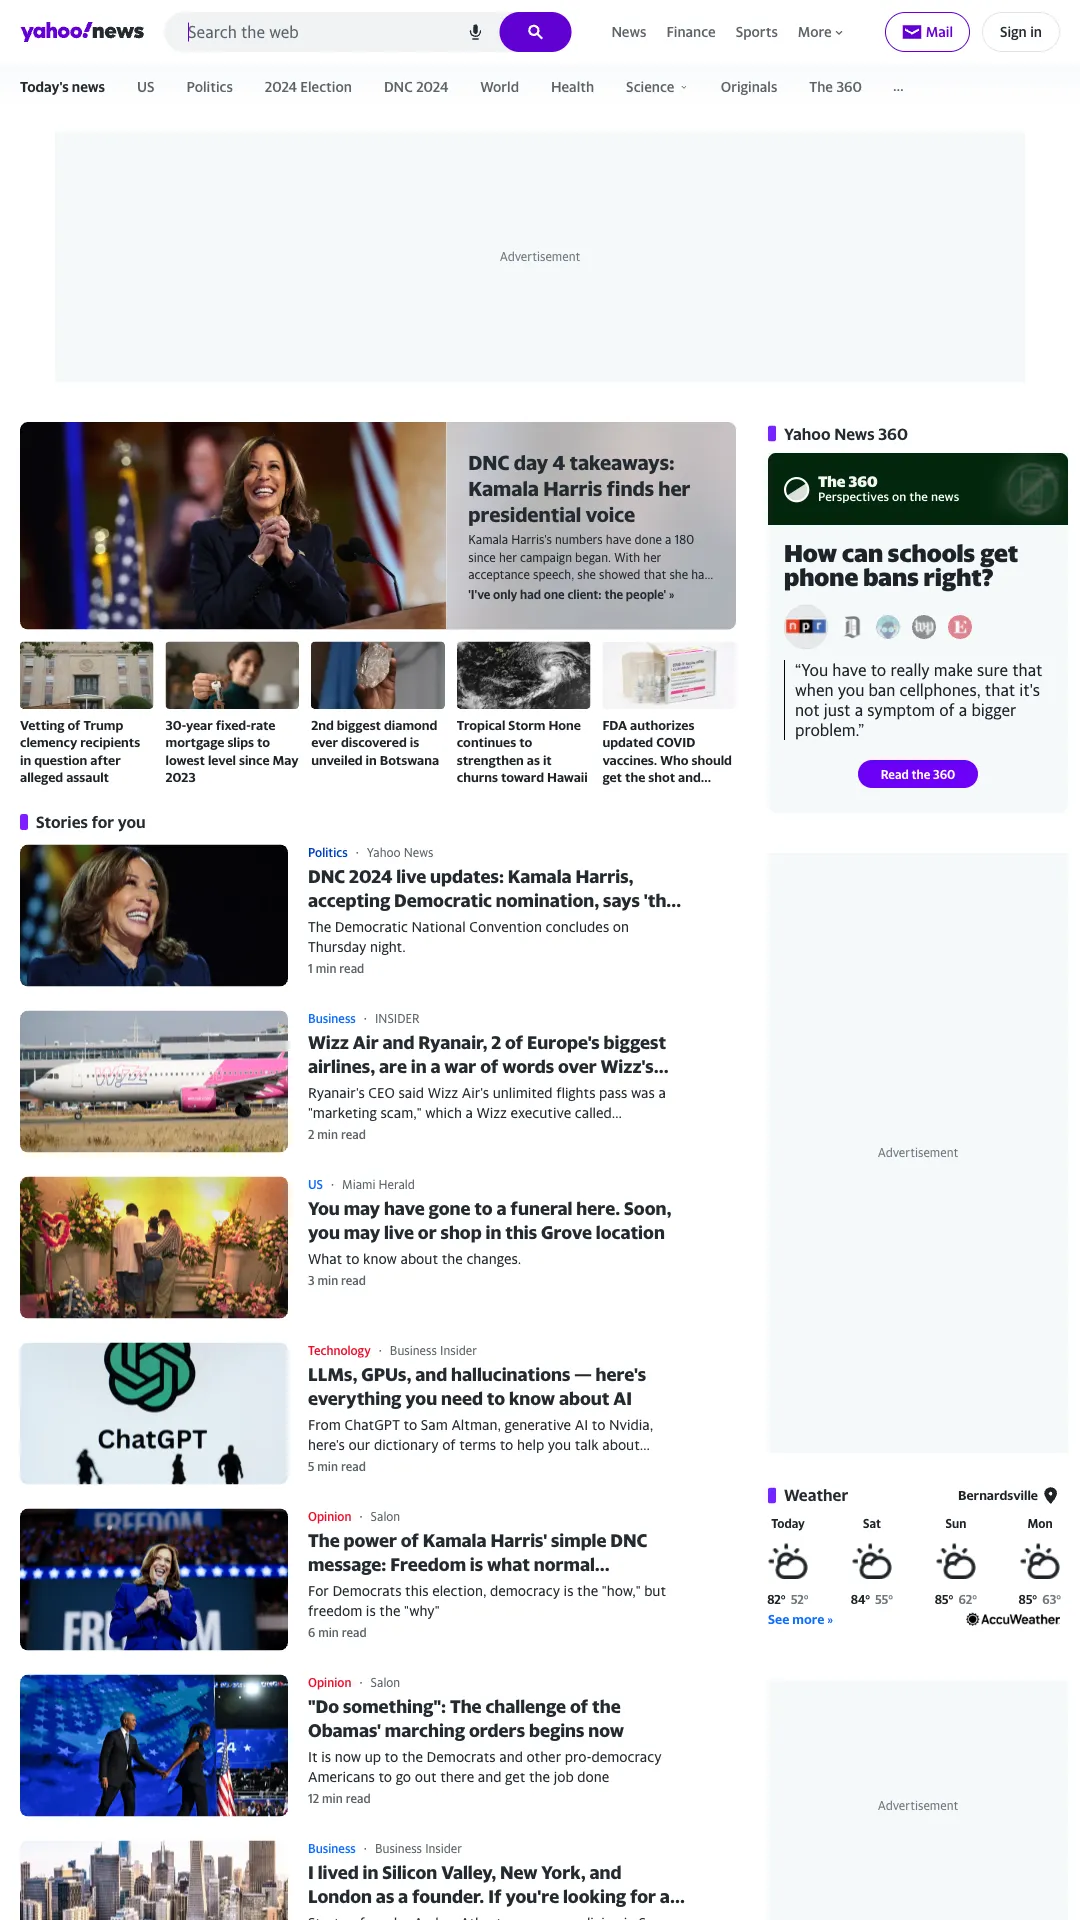 yahoo!news
Search the web
News Finance Sports More
Mail
Sign in
Today's news US Politics 2024 Election DNC 2024 World Health Science Originals The 360 ...
Advertisement
DNC day 4 takeaways:
Kamala Harris finds her
presidential voice
Kamala Harris's numbers have done a 180
since her campaign began. With her
acceptance speech, she showed that she ha...
'I've only had one client: the people' »
Vetting of Trump
clemency recipients
in question after
alleged assault
30-year fixed-rate
mortgage slips to
lowest level since May
2023
2nd biggest diamond
ever discovered is
unveiled in Botswana
Tropical Storm Hone
continues to
strengthen as it
churns toward Hawaii
FDA authorizes
updated COVID
vaccines. Who should
get the shot and...
Yahoo News 360
The 360
Perspectives on the news
How can schools get
phone bans right?
npr
D
wp
E
“You have to really make sure that
when you ban cellphones, that it's
not just a symptom of a bigger
problem.”
Read the 360
Stories for you
Politics · Yahoo News
DNC 2024 live updates: Kamala Harris,
accepting Democratic nomination, says 'th...
The Democratic National Convention concludes on
Thursday night.
1 min read
Business · INSIDER
Wizz Air and Ryanair, 2 of Europe's biggest
airlines, are in a war of words over Wizz's...
Ryanair's CEO said Wizz Air's unlimited flights pass was a
"marketing scam," which a Wizz executive called...
2 min read
US · Miami Herald
You may have gone to a funeral here. Soon,
you may live or shop in this Grove location
What to know about the changes.
3 min read
ChatGPT
Technology · Business Insider
LLMs, GPUs, and hallucinations — here's
everything you need to know about AI
From ChatGPT to Sam Altman, generative AI to Nvidia,
here's our dictionary of terms to help you talk about...
5 min read
FREEDOM
Opinion · Salon
The power of Kamala Harris' simple DNC
message: Freedom is what normal...
For Democrats this election, democracy is the "how," but
freedom is the "why"
6 min read
24
Opinion · Salon
"Do something": The challenge of the
Obamas' marching orders begins now
It is now up to the Democrats and other pro-democracy
Americans to go out there and get the job done
12 min read
Business · Business Insider
I lived in Silicon Valley, New York, and
London as a founder. If you're looking for a...
Advertisement
Weather
Bernardsville
Today Sat Sun Mon
82° 52° 84° 55° 85° 62° 85° 63°
See more »
AccuWeather
Advertisement